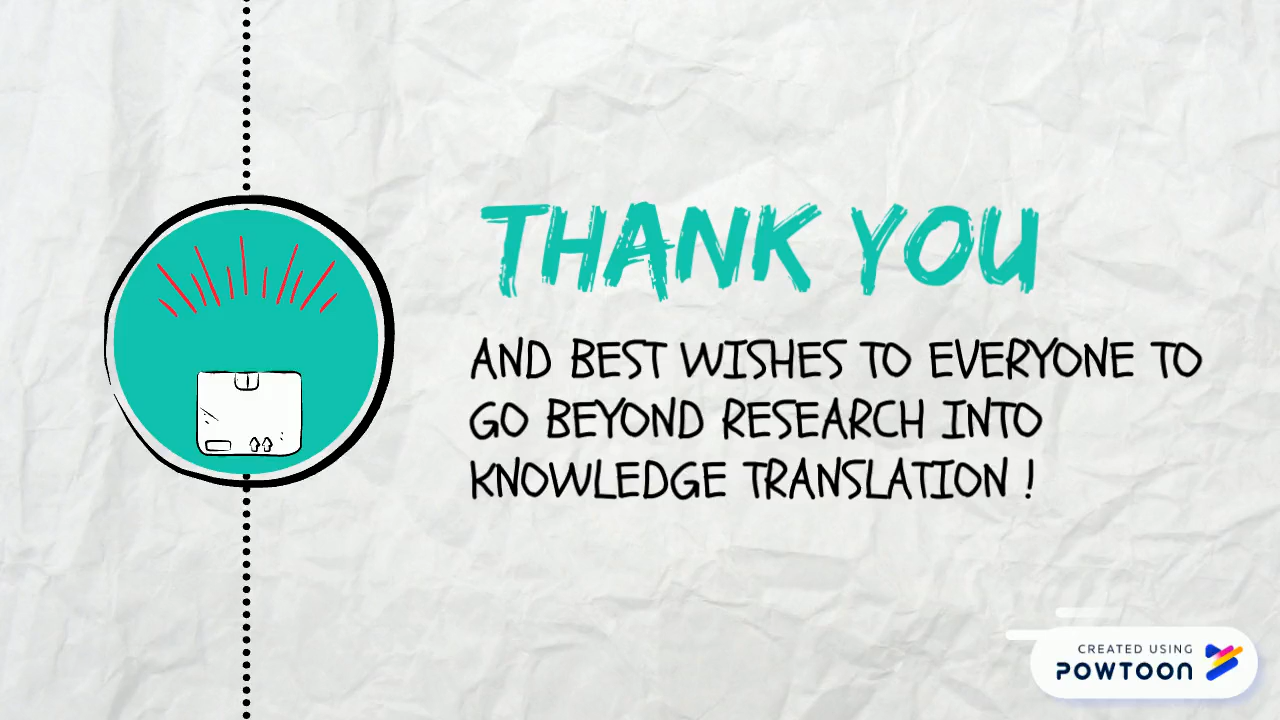 THANK YOU
AND BEST WISHES TO EVERYONE TO
GO BEYOND RESEARCH INTO
KNOWLEDGE TRANSLATION !
CREATED USING
POWTOON